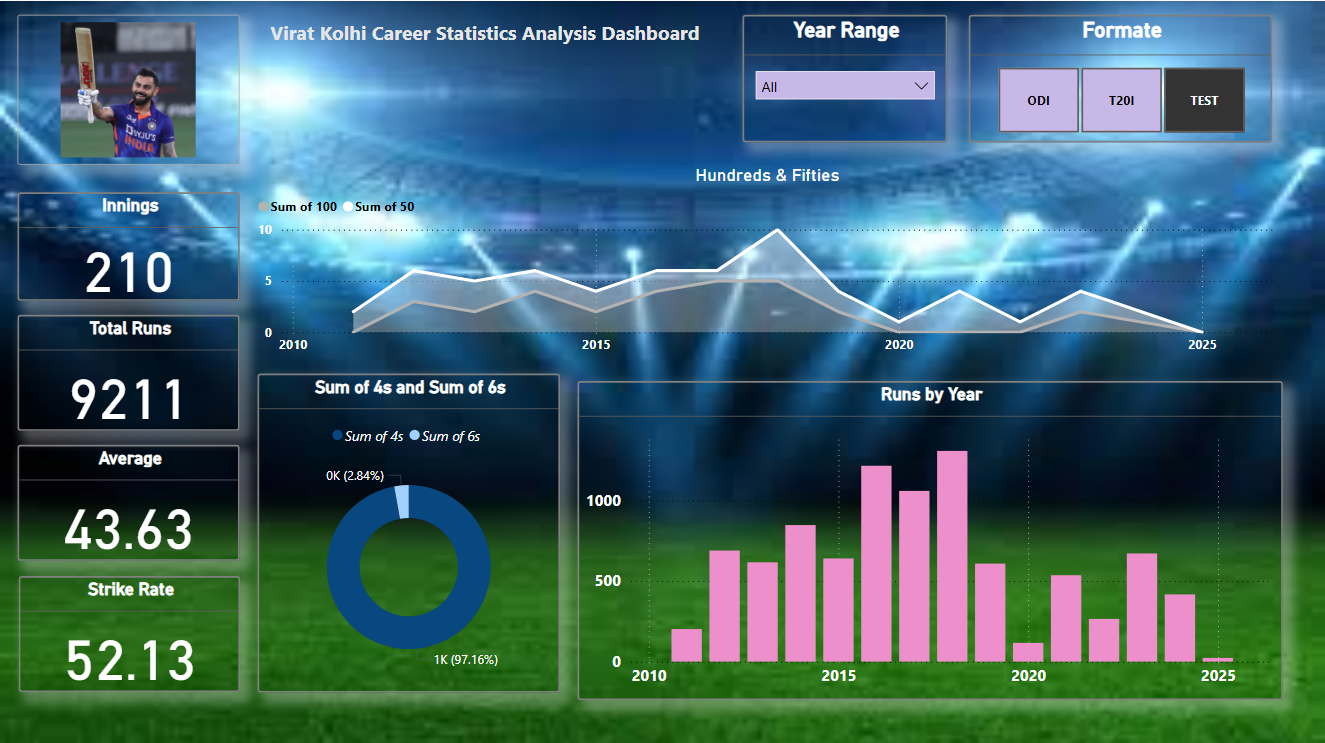 Virat Kolhi Career Statistics Analysis Dashboard
Year Range
All
Formate
ODI
T20I
TEST
DYJU'S
INDIA
Innings
210
Total Runs
9211
Average
43.63
Strike Rate
52.13
Hundreds & Fifties
Sum of 100 Sum of 50
10
5
0
2010 2015 2020 2025
Sum of 4s and Sum of 6s
Sum of 4s Sum of 6s
0K (2.84%)
1K (97.16%)
Runs by Year
1000
500
0
2010 2015 2020 2025